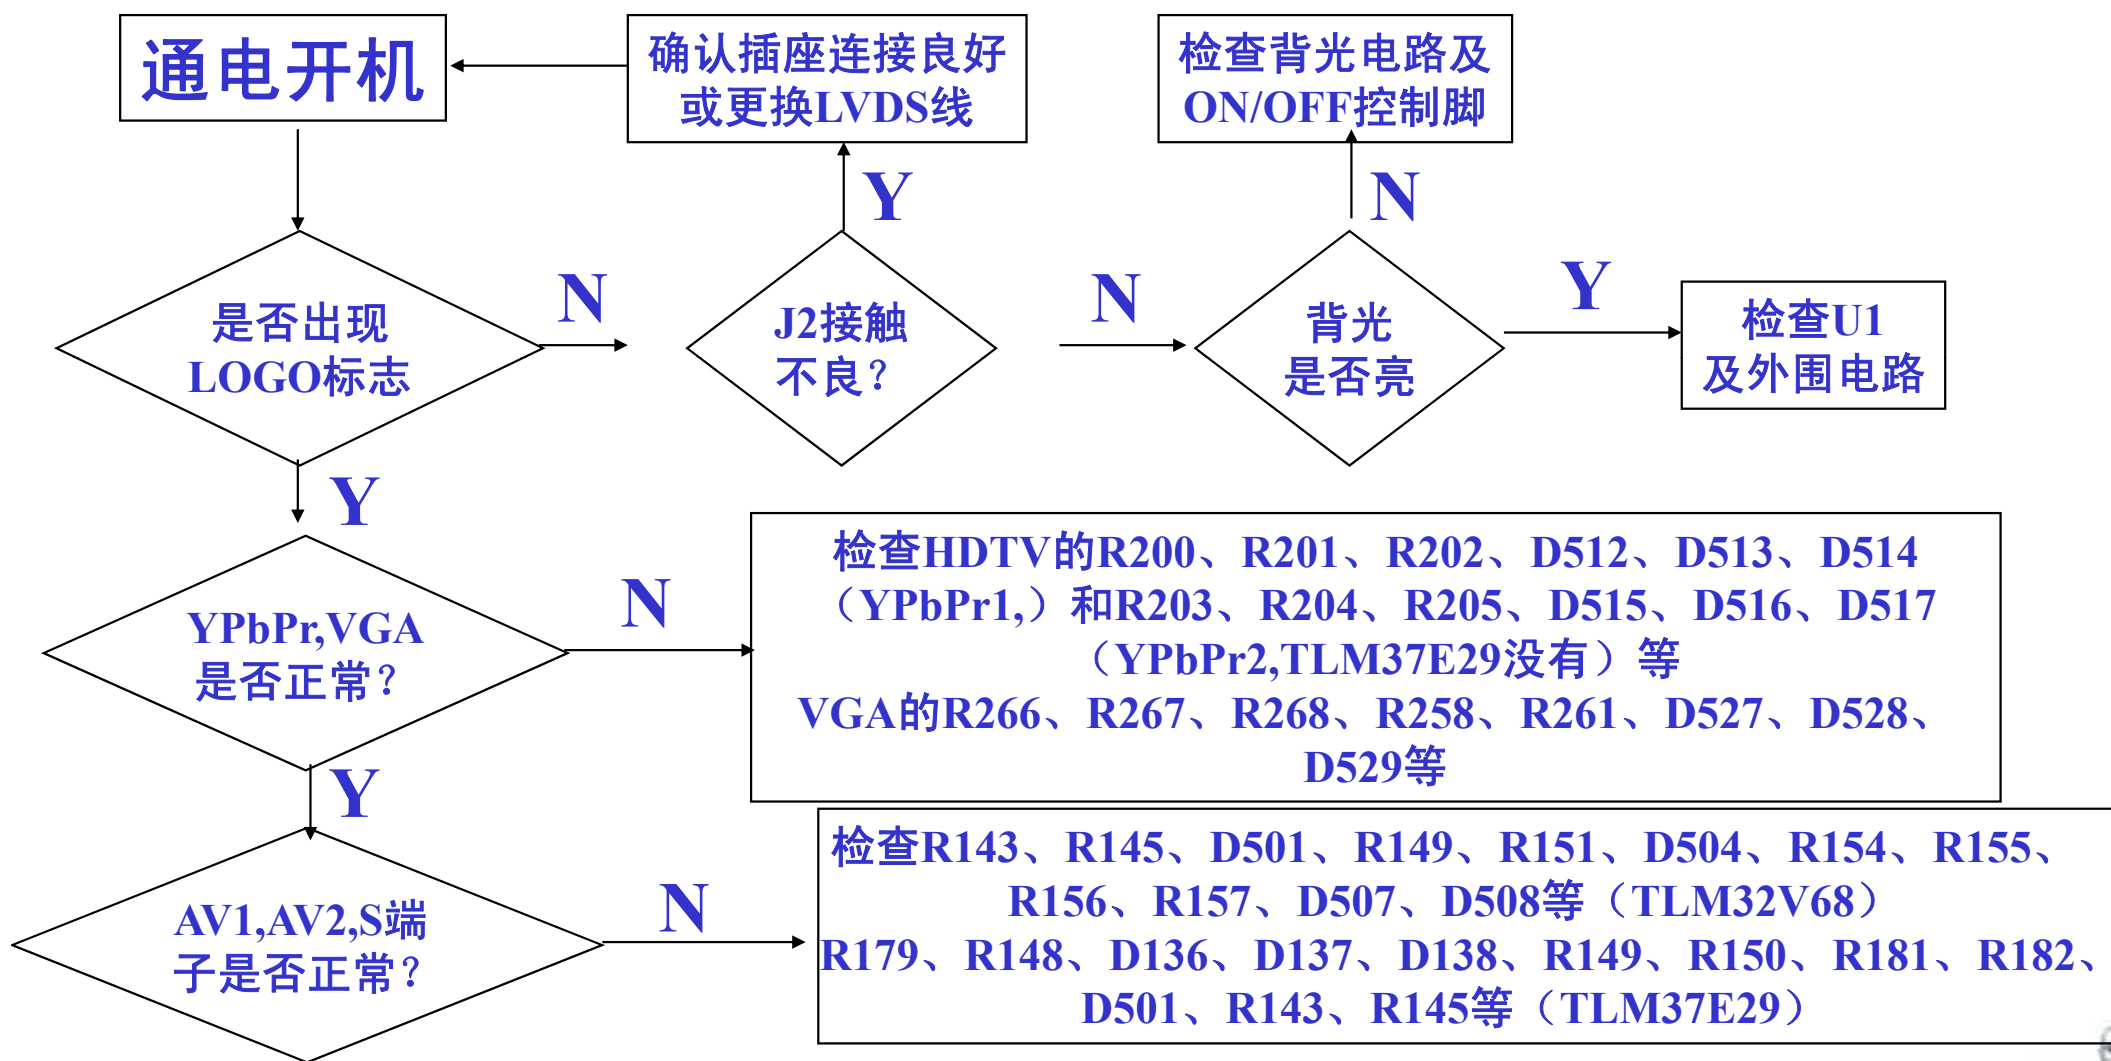 通电开机
确认插座连接良好
或更换LVDS线
检查背光电路及
ON/OFF控制脚
Y
N
是否出现
LOGO标志
N
J2接触
不良？
N
背光
是否亮
Y
检查U1
及外围电路
Y
YPbPr,VGA
是否正常？
N
检查HDTV的R200、R201、R202、D512、D513、D514
（YPbPr1,）和R203、R204、R205、D515、D516、D517
（YPbPr2,TLM37E29没有）等
VGA的R266、R267、R268、R258、R261、D527、D528、
D529等
Y
AV1,AV2,S端
子是否正常？
N
检查R143、R145、D501、R149、R151、D504、R154、R155、
R156、R157、D507、D508等（TLM32V68）
R179、R148、D136、D137、D138、R149、R150、R181、R182、
D501、R143、R145等（TLM37E29）